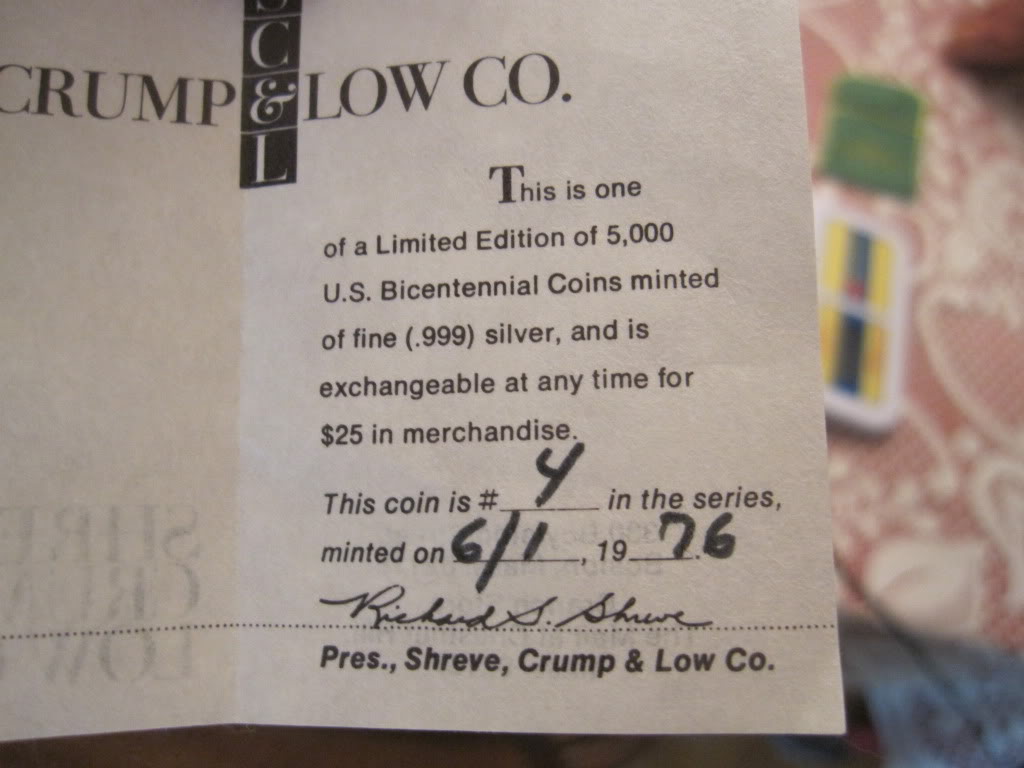 CRUMP & LOW CO.
C
&
L
This is one
of a Limited Edition of 5,000
U.S. Bicentennial Coins minted
of fine (.999) silver, and is
exchangeable at any time for
$25 in merchandise.
This coin is # 4 in the series,
minted on 6/1, 1976.
Richard S. Shreve
Pres., Shreve, Crump & Low Co.